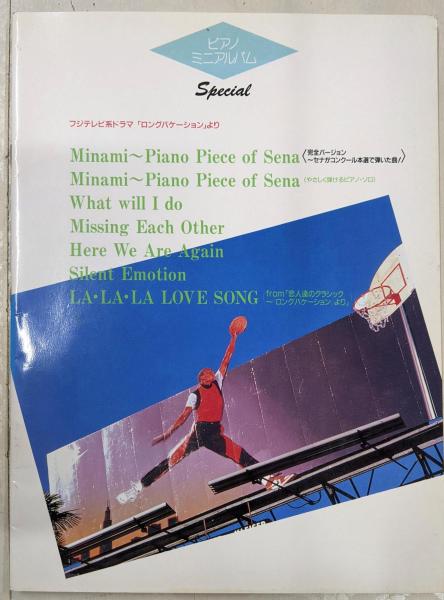 ピアノ
ミニアルバム
Special
フジテレビ系ドラマ「ロングバケーション」より
Minami～Piano Piece of Sena〈完全バージョン
～セナがコンクール本選で弾いた曲!〉
Minami～Piano Piece of Sena（やさしく弾けるピアノ・ソロ）
What will I do
Missing Each Other
Here We Are Again
Silent Emotion
LA・LA・LA LOVE SONG〔from「恋人達のクラシック
～ロングバケーション」より〕